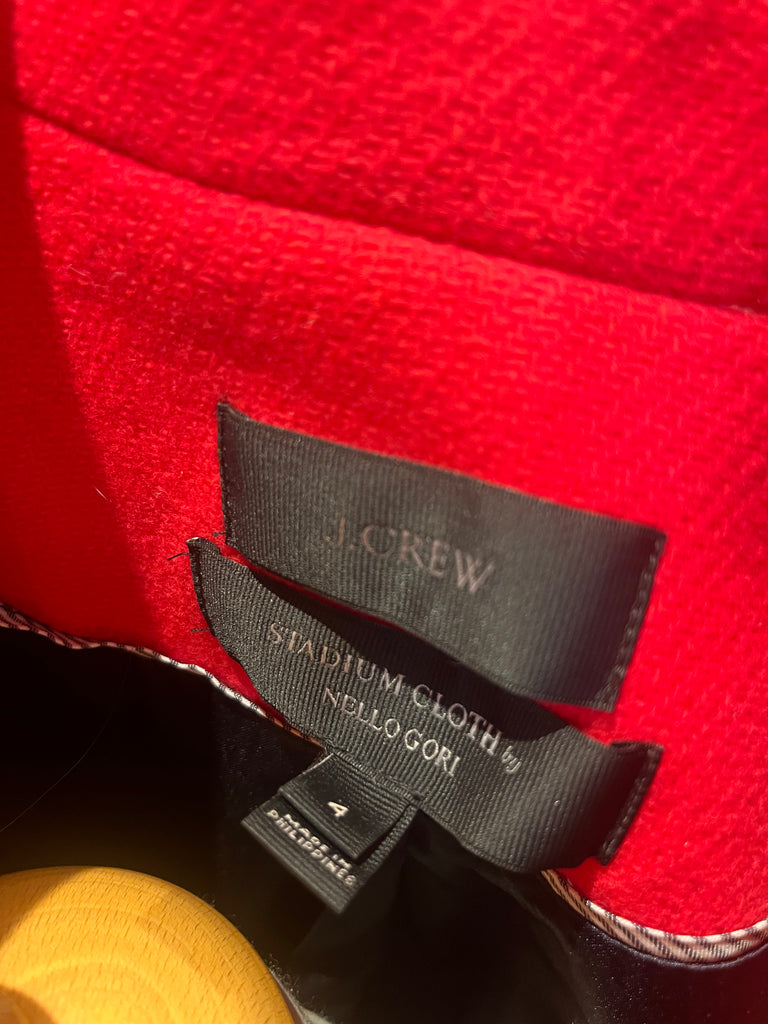 J.CREW
STADIUM CLOTH by
NELLO GORI
4
MADE IN
PHILIPPINES